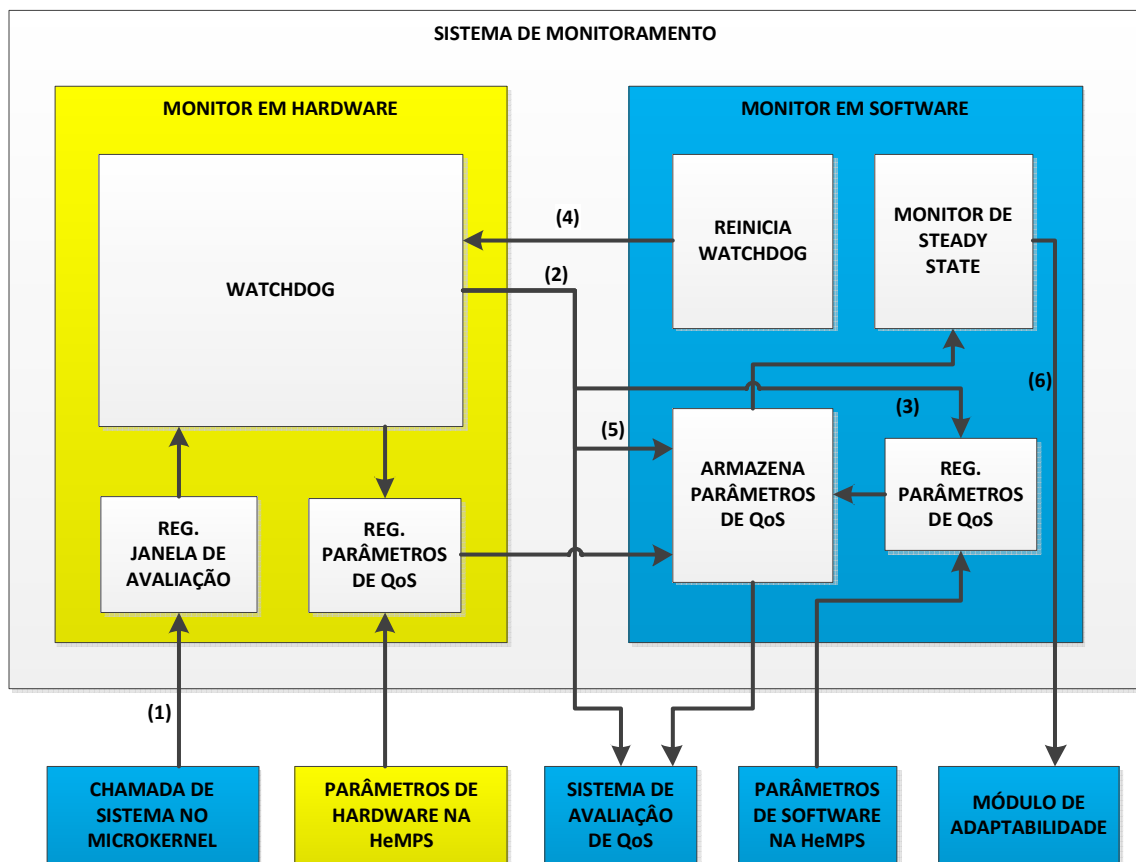 SISTEMA DE MONITORAMENTO
MONITOR EM HARDWARE
MONITOR EM SOFTWARE
WATCHDOG
(4)
(2)
REINICIA
WATCHDOG
MONITOR DE
STEADY
STATE
(6)
(3)
(5)
REG.
JANELA DE
AVALIAÇÃO
REG.
PARÂMETROS
DE QoS
ARMAZENA
PARÂMETROS
DE QoS
REG.
PARÂMETROS
DE QoS
(1)
CHAMADA DE
SISTEMA NO
MICROKERNEL
PARÂMETROS DE
HARDWARE NA
HeMPS
SISTEMA DE
AVALIAÇÂO
DE QoS
PARÂMETROS
DE SOFTWARE
NA HeMPS
MÓDULO DE
ADAPTABILIDADE